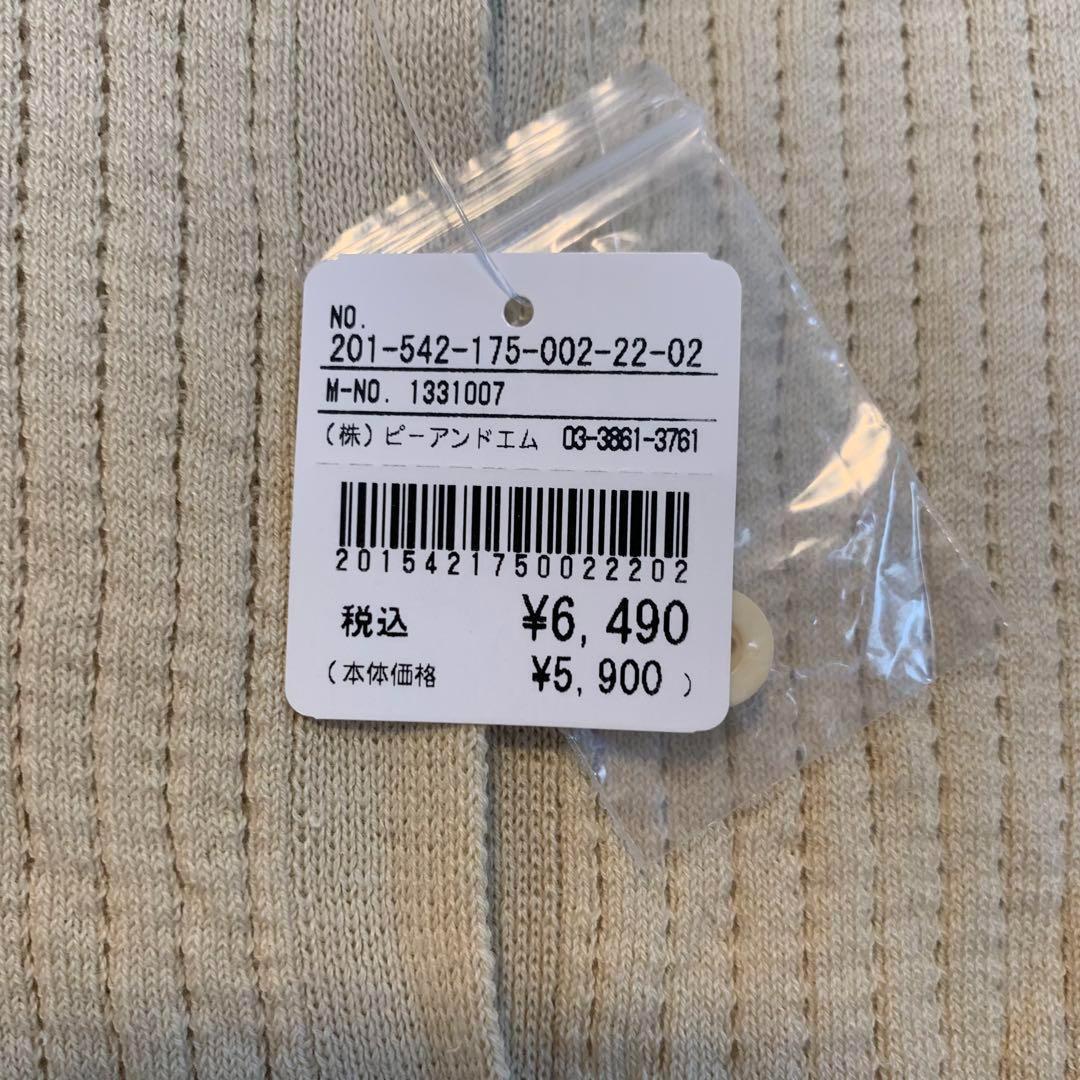 NO.
201-542-175-002-22-02
M-NO. 1331007
(株)ピーアンドエム 03-3861-3761
2015421750022202
税込 ¥6,490
(本体価格 ¥5,900 )